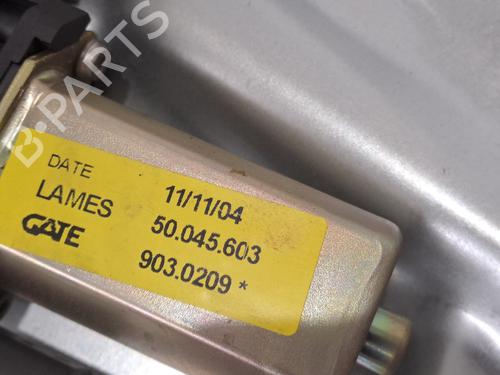 B-PARTS
DATE 11/11/04
LAMES 50.045.603
GATE 903.0209 *